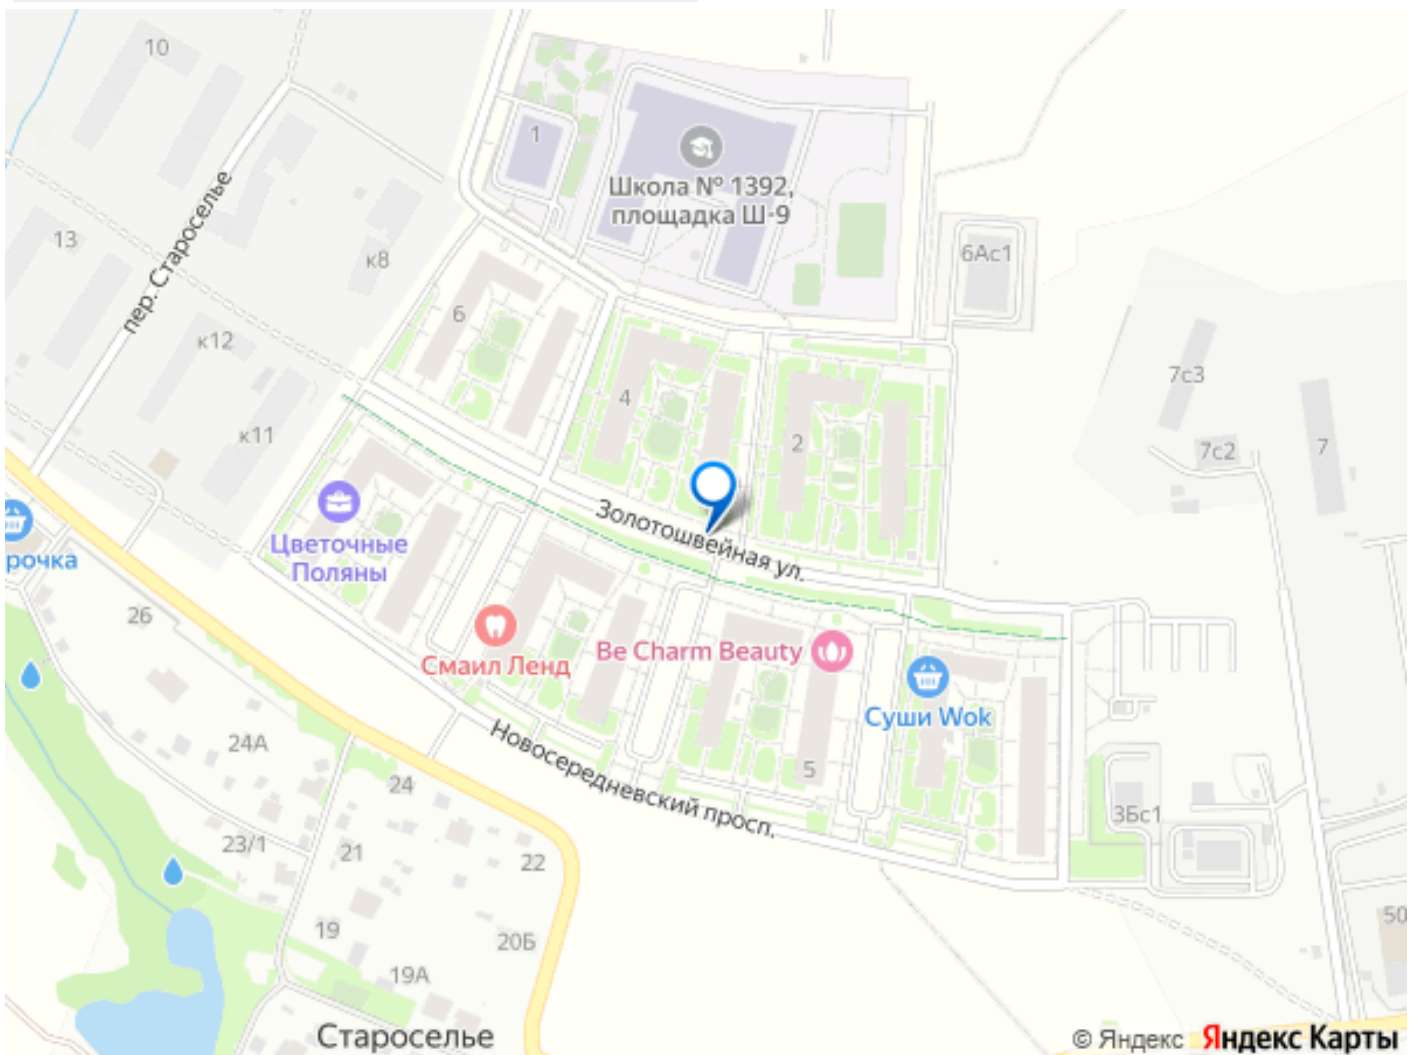 10
1
Школа № 1392,
площадка Ш-9
пер. Староселье
13
к8
6Ас1
6
к12
4
7с3
2
к11
7с2
7
Золотошвейная ул.
Цветочные
Поляны
рочка
26
Смаил Ленд
Be Charm Beauty
Суши Wok
24А
Новосередневский просп.
5
24
3Бс1
23/1
21
22
19
50
20Б
19А
Староселье
© Яндекс Яндекс Карты